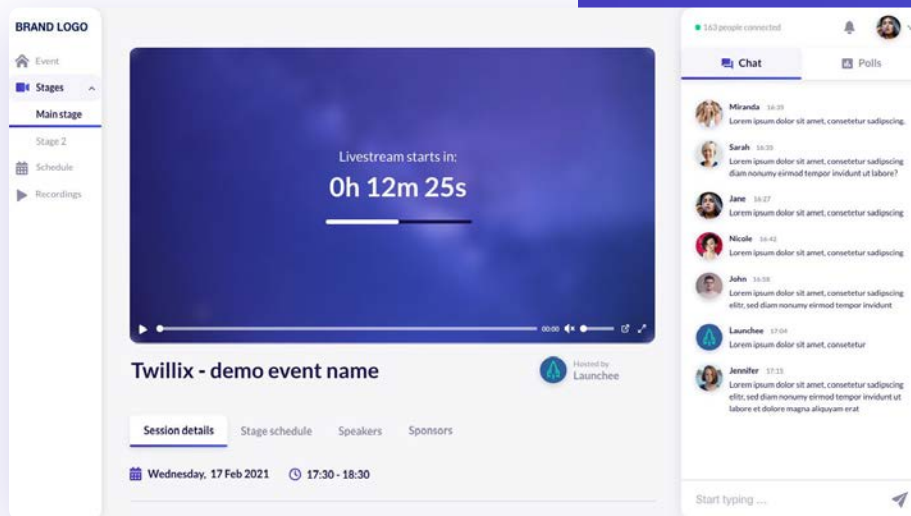 BRAND LOGO
Event
Stages
Main stage
Stage 2
Schedule
Recordings
Livestream starts in:
0h 12m 25s
00:00
Twillix - demo event name
Hosted by
Launchee
Session details
Stage schedule
Speakers
Sponsors
Wednesday, 17 Feb 2021
17:30 - 18:30
163 people connected
Chat
Polls
Miranda 16:35
Lorem ipsum dolor sit amet, consetetur sadipscing.
Sarah 16:35
Lorem ipsum dolor sit amet, consetetur sadipscing
diam nonumy eirmod tempor invidunt ut labore?
Jane 16:27
Lorem ipsum dolor sit amet, consetetur sadipscing
Nicole 16:42
Lorem ipsum dolor sit amet, consetetur sadipscing
John 16:58
Lorem ipsum dolor sit amet, consetetur sadipscing
elitr, sed diam nonumy eirmod tempor invidunt
Launchee 17:04
Lorem ipsum dolor sit amet, consetetur
Jennifer 17:15
Lorem ipsum dolor sit amet, consetetur sadipscing
elitr, sed diam nonumy eirmod tempor invidunt ut
labore et dolore magna aliquyam erat
Start typing ....